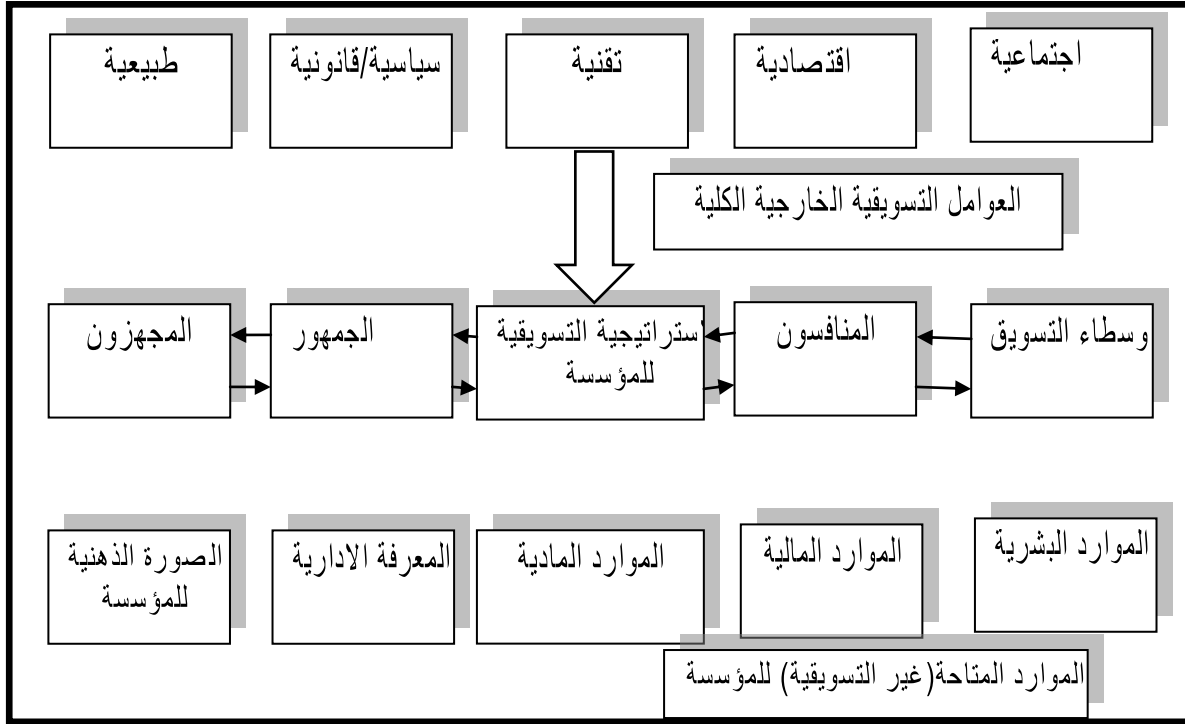 اجتماعية
اقتصادية
تقنية
سياسية/قانونية
طبيعية
العوامل التسويقية الخارجية الكلية
وسطاء التسويق
المنافسون
ستراتيجية التسويقية
للمؤسسة
الجمهور
المجهزون
الموارد البشرية
الموارد المالية
الموارد المادية
المعرفة الادارية
الصورة الذهنية
للمؤسسة
الموارد المتاحة(غير التسويقية) للمؤسسة